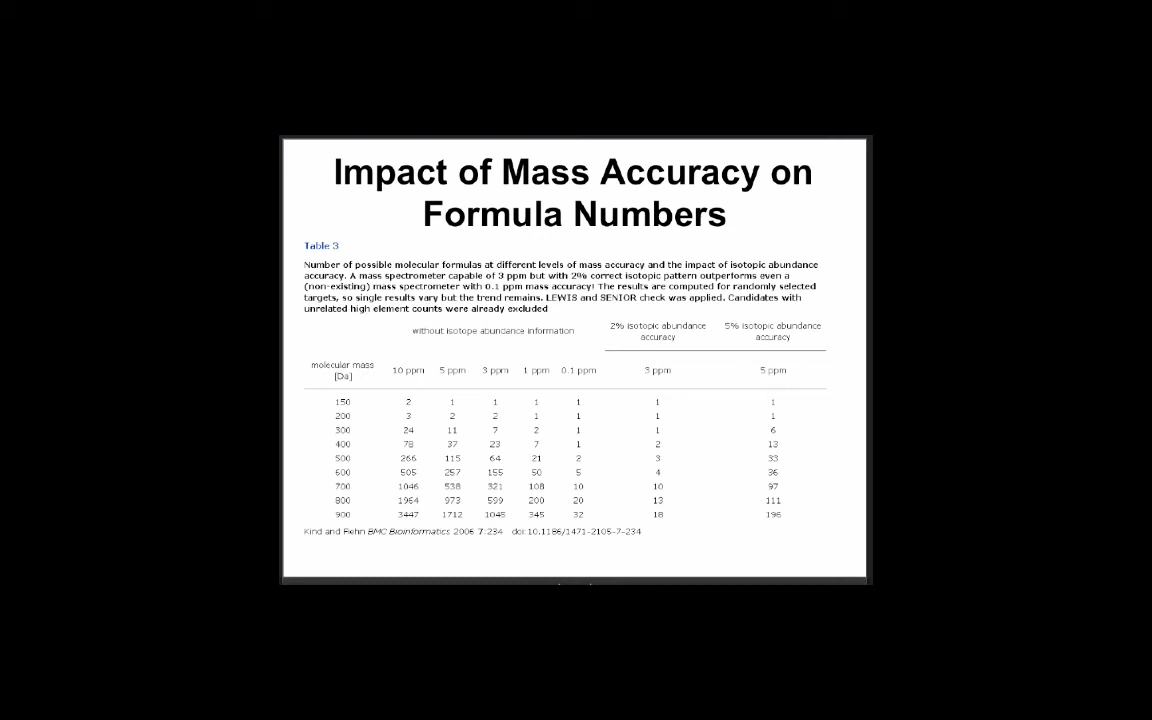 Impact of Mass Accuracy on
Formula Numbers
Table 3
Number of possible molecular formulas at different levels of mass accuracy and the impact of isotopic abundance
accuracy. A mass spectrometer capable of 3 ppm but with 2% correct isotopic pattern outperforms even a
(non-existing) mass spectrometer with 0.1 ppm mass accuracy! The results are computed for randomly selected
targets, so single results vary but the trend remains. LEWIS and SENIOR check was applied. Candidates with
unrelated high element counts were already excluded
without isotope abundance information 2% isotopic abundance accuracy 5% isotopic abundance accuracy
molecular mass [Da] 10 ppm 5 ppm 3 ppm 1 ppm 0.1 ppm 3 ppm 5 ppm
150 2 1 1 1 1 1 1
200 3 2 2 1 1 1 1
300 24 11 7 2 1 1 6
400 78 37 23 7 1 2 13
500 266 115 64 21 2 3 33
600 505 257 155 50 5 4 36
700 1046 538 321 108 10 10 97
800 1964 973 599 200 20 13 111
900 3447 1712 1045 345 32 18 196
Kind and Fiehn BMC Bioinformatics 2006 7:234 doi:10.1186/1471-2105-7-234